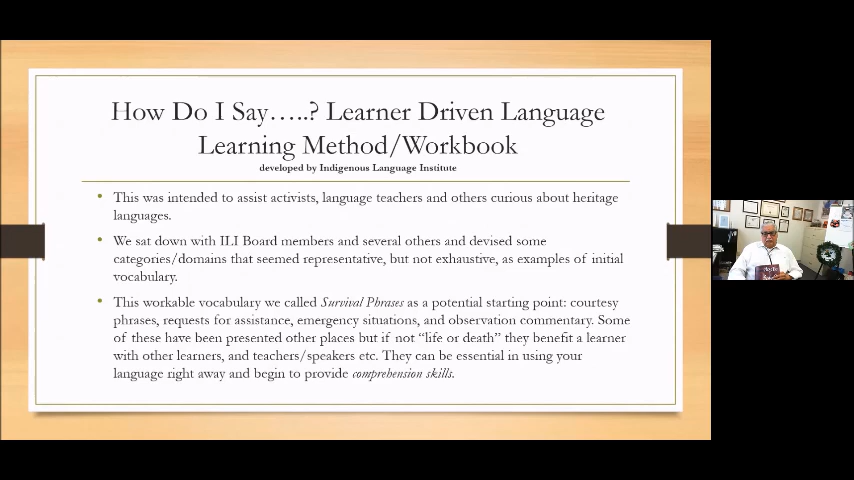 How Do I Say…..? Learner Driven Language
Learning Method/Workbook
developed by Indigenous Language Institute
• This was intended to assist activists, language teachers and others curious about heritage
languages.
• We sat down with ILI Board members and several others and devised some
categories/domains that seemed representative, but not exhaustive, as examples of initial
vocabulary.
• This workable vocabulary we called Survival Phrases as a potential starting point: courtesy
phrases, requests for assistance, emergency situations, and observation commentary. Some
of these have been presented other places but if not “life or death” they benefit a learner
with other learners, and teachers/speakers etc. They can be essential in using your
language right away and begin to provide comprehension skills.